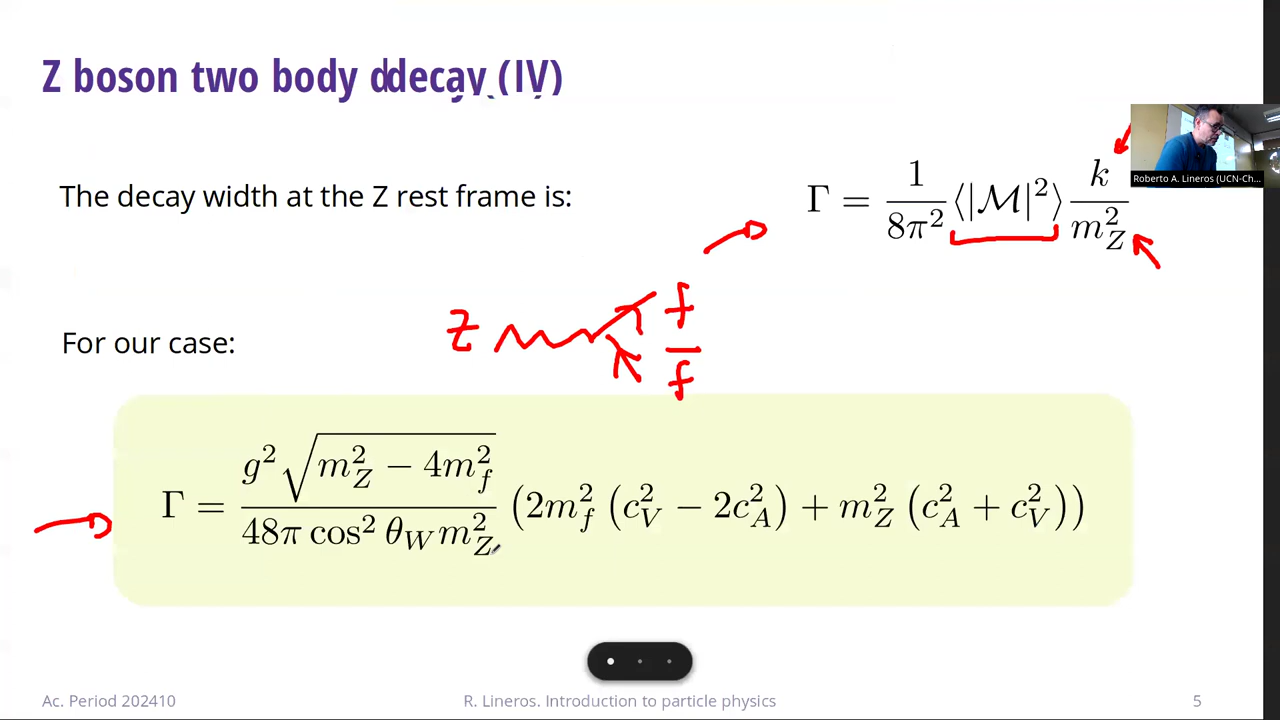 Z boson two body ddecay (IV)
The decay width at the Z rest frame is:
Γ = 1/8π² ⟨|ℳ|²⟩ k/m_Z²
Roberto A. Lineros (UCN-Ch...
Z f
f̅
For our case:
Γ = g²√(m_Z² − 4m_f²) / 48π cos² θ_W m_Z² (2m_f² (c_V² − 2c_A²) + m_Z² (c_A² + c_V²))
Ac. Period 202410 R. Lineros. Introduction to particle physics 5